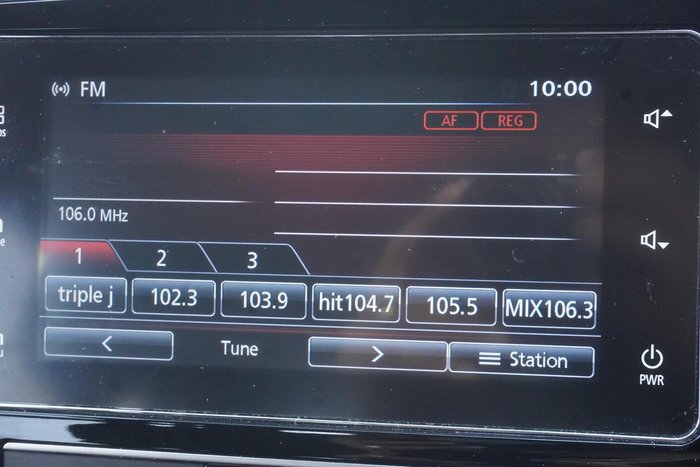 FM 10:00
AF REG
106.0 MHz
1 2 3
triple j 102.3 103.9 hit104.7 105.5 MIX106.3
< Tune > Station
PWR